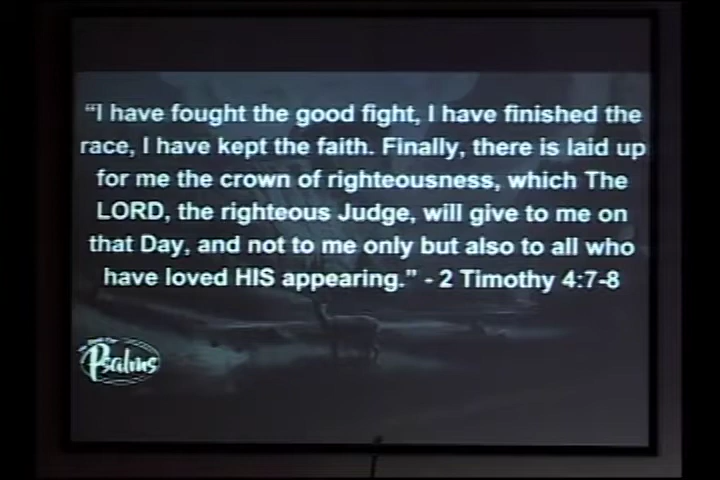 “I have fought the good fight, I have finished the
race, I have kept the faith. Finally, there is laid up
for me the crown of righteousness, which The
LORD, the righteous Judge, will give to me on
that Day, and not to me only but also to all who
have loved HIS appearing.” - 2 Timothy 4:7-8
Psalms